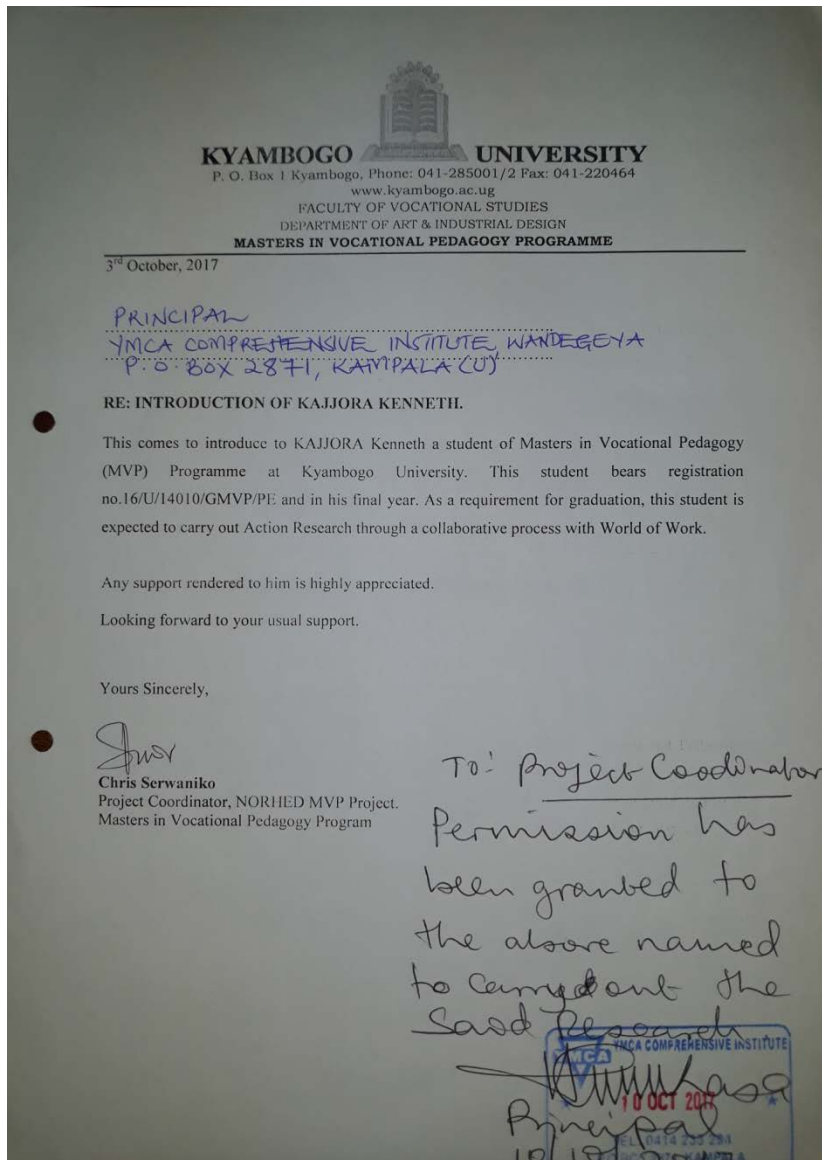 KYAMBOGO UNIVERSITY
P. O. Box 1 Kyambogo, Phone: 041-285001/2 Fax: 041-220464
www.kyambogo.ac.ug
FACULTY OF VOCATIONAL STUDIES
DEPARTMENT OF ART & INDUSTRIAL DESIGN
MASTERS IN VOCATIONAL PEDAGOGY PROGRAMME
3rd October, 2017
PRINCIPAL
YMCA COMPREHENSIVE INSTITUTE, WANDEGEYA
P.O. BOX 2871, KAMPALA (U)
RE: INTRODUCTION OF KAJJORA KENNETH.
This comes to introduce to KAJJORA Kenneth a student of Masters in Vocational Pedagogy
(MVP) Programme at Kyambogo University. This student bears registration
no.16/U/14010/GMVP/PE and in his final year. As a requirement for graduation, this student is
expected to carry out Action Research through a collaborative process with World of Work.
Any support rendered to him is highly appreciated.
Looking forward to your usual support.
Yours Sincerely,
Chris Serwaniko
Project Coordinator, NORHED MVP Project.
Masters in Vocational Pedagogy Program
To: Project Coodinator
Permission has
been granted to
the above named
to carry out the
Said Research
YMCA COMPREHENSIVE INSTITUTE
YMCA
10 OCT 2017
Principal